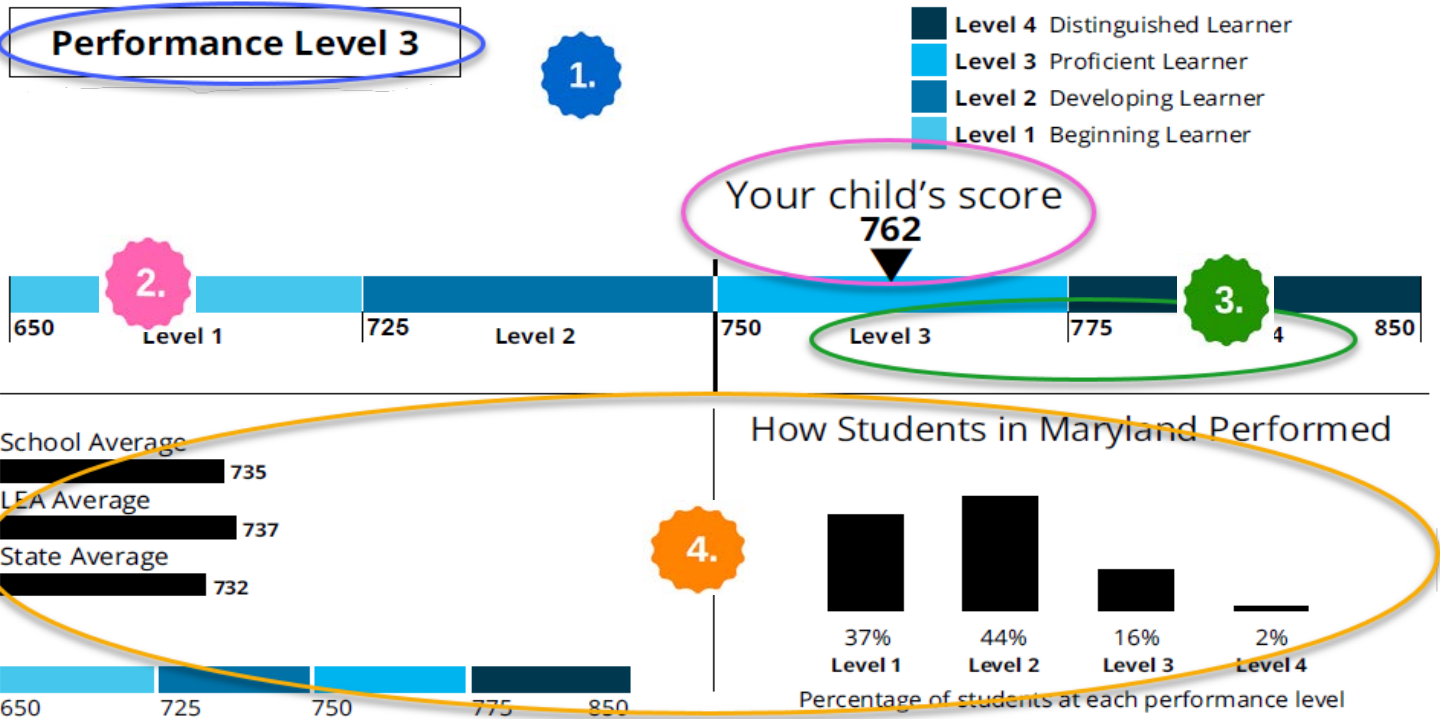 Performance Level 3
1.
Level 4 Distinguished Learner
Level 3 Proficient Learner
Level 2 Developing Learner
Level 1 Beginning Learner
Your child's score
762
2.
3.
650 725 750 775 850
Level 1 Level 2 Level 3 4
School Average
735
LEA Average
737
State Average
732
650 725 750 775 850
4.
How Students in Maryland Performed
37% 44% 16% 2%
Level 1 Level 2 Level 3 Level 4
Percentage of students at each performance level